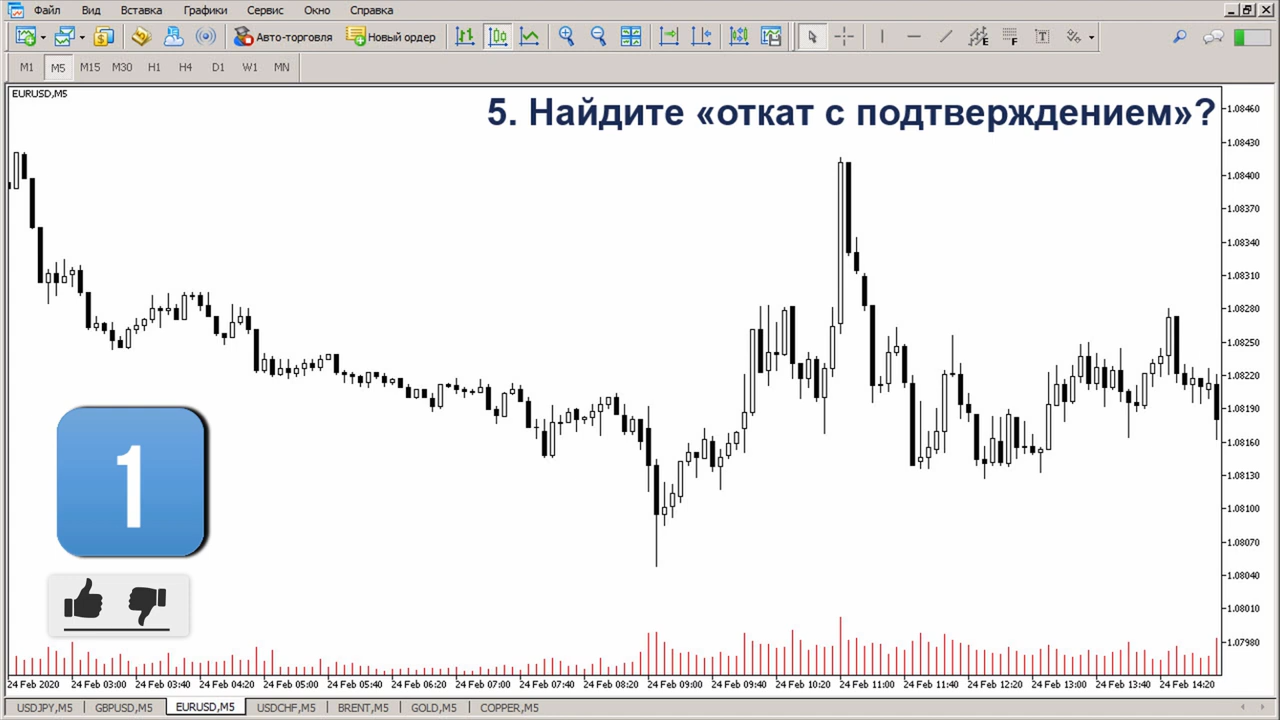 Файл Вид Вставка Графики Сервис Окно Справка
Авто-торговля Новый ордер E F T
M1 M5 M15 M30 H1 H4 D1 W1 MN
EURUSD,M5
5. Найдите «откат с подтверждением»?
1.08460
1.08430
1.08400
1.08370
1.08340
1.08310
1.08280
1.08250
1.08220
1.08190
1.08160
1.08130
1.08100
1.08070
1.08040
1.08010
1.07980
1
24 Feb 2020 24 Feb 03:00 24 Feb 03:40 24 Feb 04:20 24 Feb 05:00 24 Feb 05:40 24 Feb 06:20 24 Feb 07:00 24 Feb 07:40 24 Feb 08:20 24 Feb 09:00 24 Feb 09:40 24 Feb 10:20 24 Feb 11:00 24 Feb 11:40 24 Feb 12:20 24 Feb 13:00 24 Feb 13:40 24 Feb 14:20
USDJPY,M5 GBPUSD,M5 EURUSD,M5 USDCHF,M5 BRENT,M5 GOLD,M5 COPPER,M5